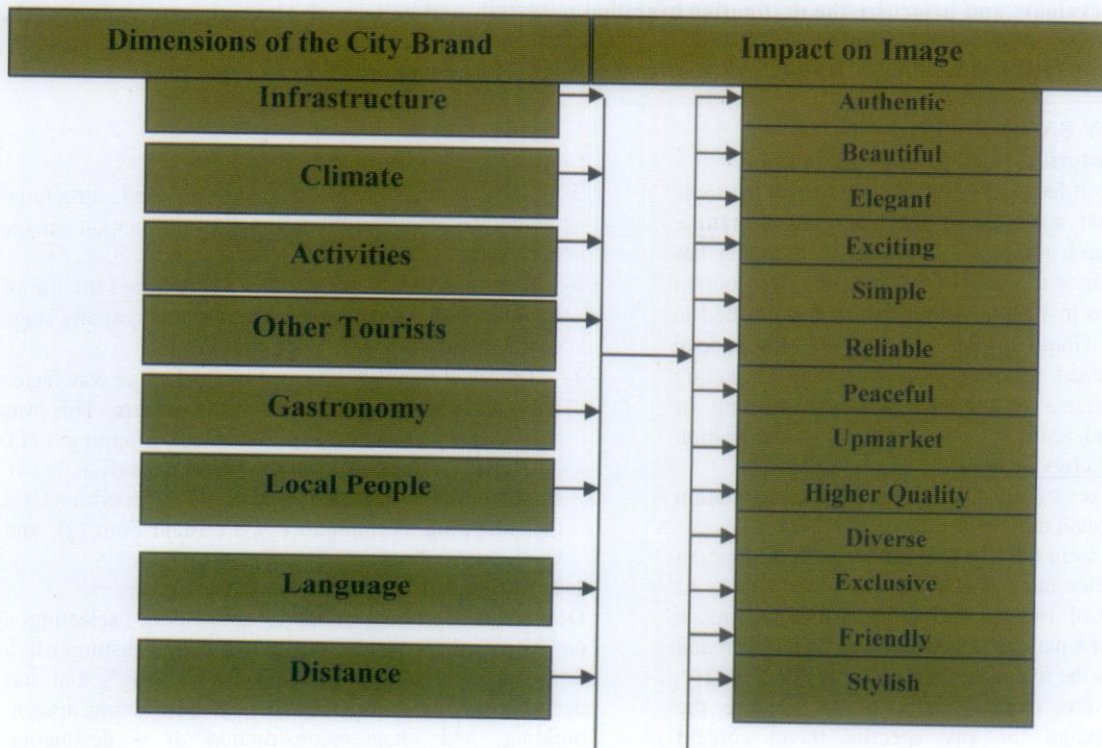 Dimensions of the City Brand
Infrastructure
Climate
Activities
Other Tourists
Gastronomy
Local People
Language
Distance
Impact on Image
Authentic
Beautiful
Elegant
Exciting
Simple
Reliable
Peaceful
Upmarket
Higher Quality
Diverse
Exclusive
Friendly
Stylish